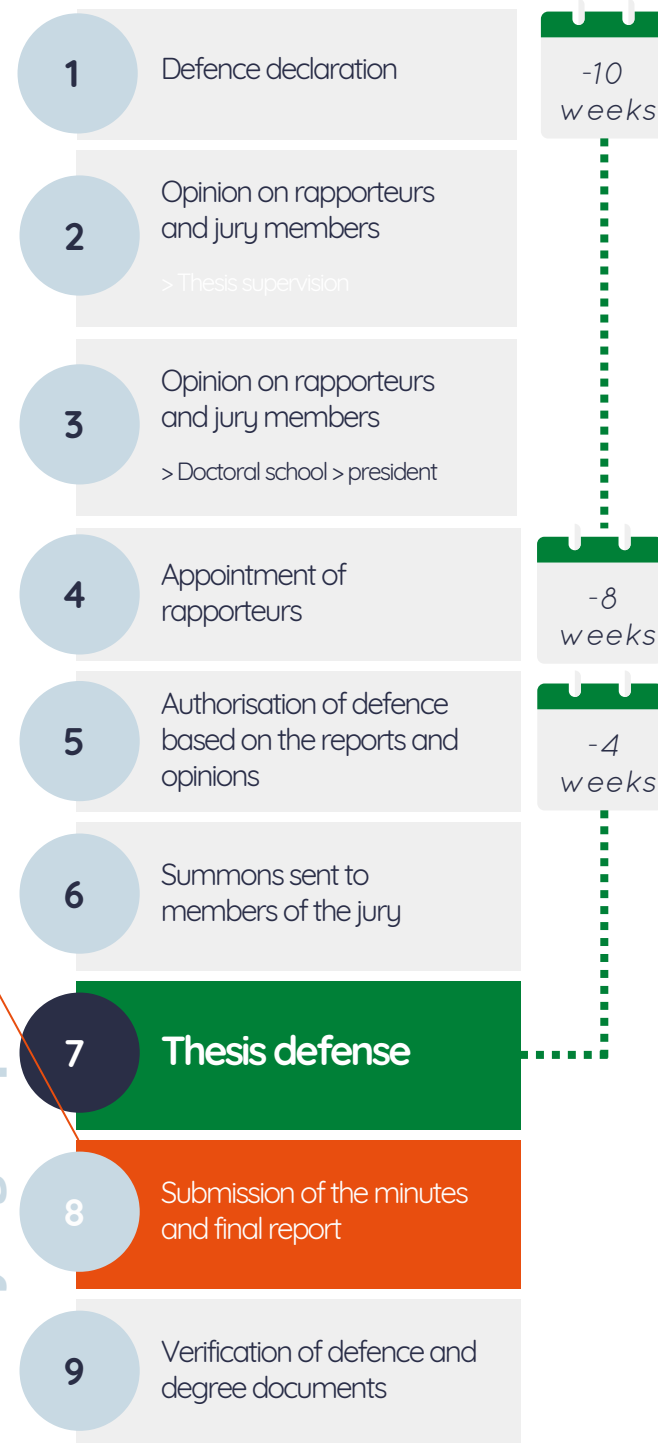 1
Defence declaration
-10
weeks
2
Opinion on rapporteurs
and jury members
> Thesis supervision
3
Opinion on rapporteurs
and jury members
> Doctoral school > president
4
Appointment of
rapporteurs
-8
weeks
5
Authorisation of defence
based on the reports and
opinions
-4
weeks
6
Summons sent to
members of the jury
7
Thesis defense
8
Submission of the minutes
and final report
9
Verification of defence and
degree documents